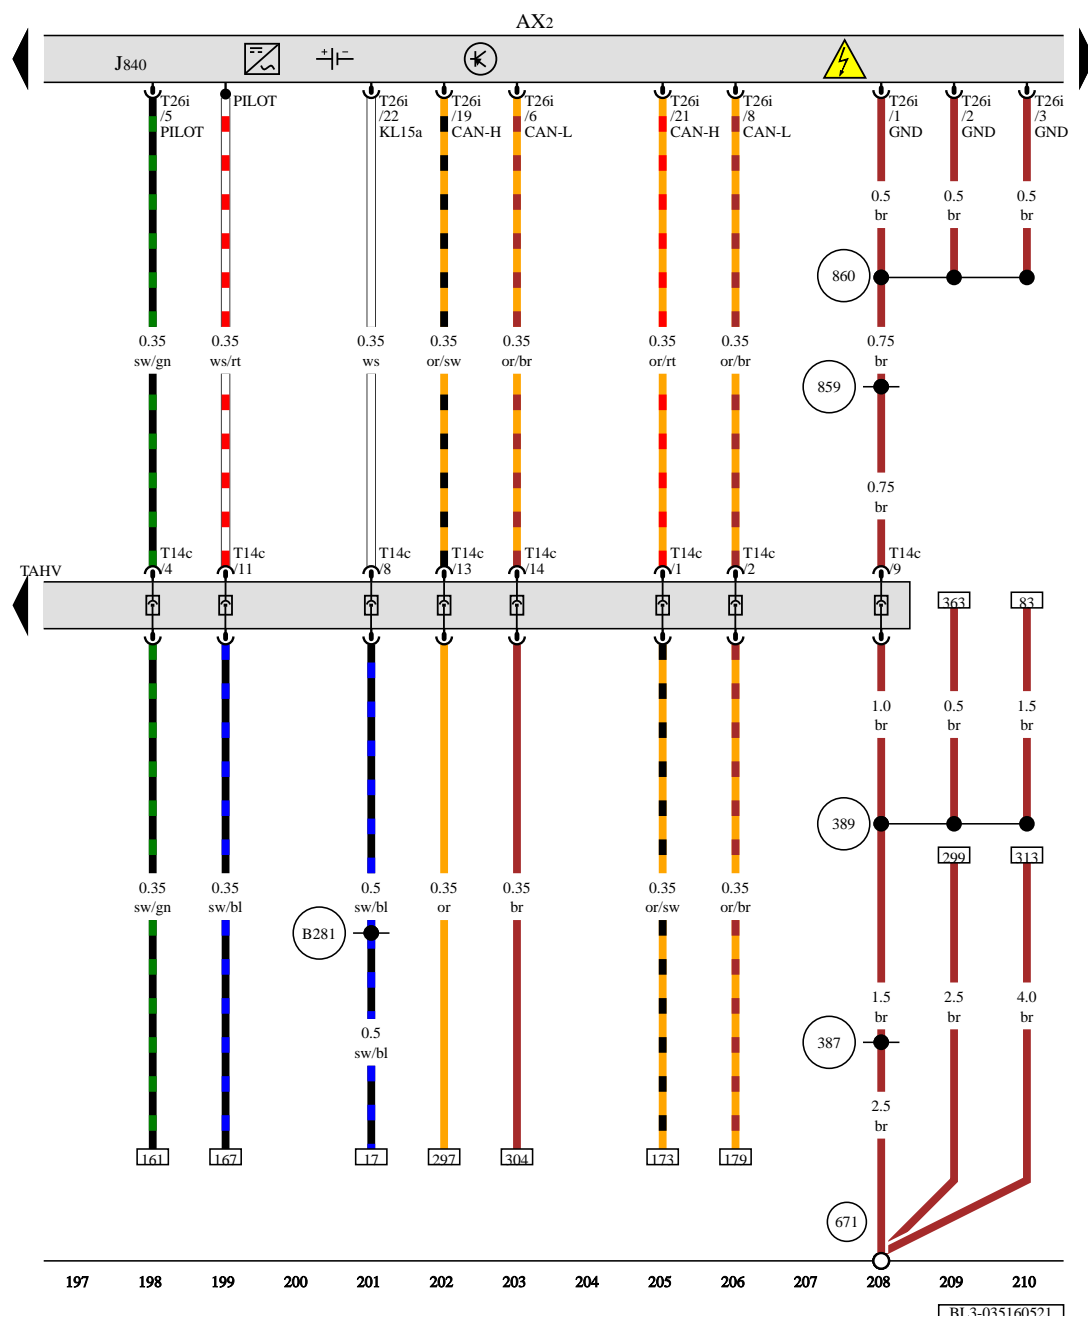 AX2
J840
T26i
/5
PILOT
PILOT
T26i
/22
KL15a
T26i
/19
CAN-H
T26i
/6
CAN-L
T26i
/21
CAN-H
T26i
/8
CAN-L
T26i
/1
GND
T26i
/2
GND
T26i
/3
GND
0.5
br
0.5
br
0.5
br
860
0.35
sw/gn
0.35
ws/rt
0.35
ws
0.35
or/sw
0.35
or/br
0.35
or/rt
0.35
or/br
0.75
br
859
0.75
br
TAHV
T14c
/4
T14c
/11
T14c
/8
T14c
/13
T14c
/14
T14c
/1
T14c
/2
T14c
/9
363
83
1.0
br
0.5
br
1.5
br
389
299
313
0.35
sw/gn
0.35
sw/bl
0.5
sw/bl
0.35
or
0.35
br
0.35
or/sw
0.35
or/br
B281
1.5
br
2.5
br
4.0
br
0.5
sw/bl
387
2.5
br
161
167
17
297
304
173
179
671
197 198 199 200 201 202 203 204 205 206 207 208 209 210
BL3-035160521